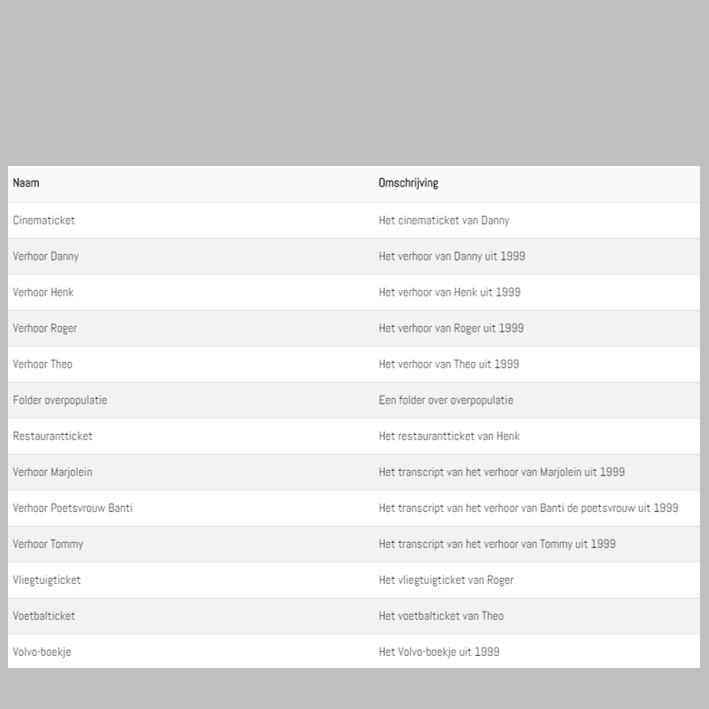 Naam Omschrijving
Cinematicket Het cinematicket van Danny
Verhoor Danny Het verhoor van Danny uit 1999
Verhoor Henk Het verhoor van Henk uit 1999
Verhoor Roger Het verhoor van Roger uit 1999
Verhoor Theo Het verhoor van Theo uit 1999
Folder overpopulatie Een folder over overpopulatie
Restaurantticket Het restaurantticket van Henk
Verhoor Marjolein Het transcript van het verhoor van Marjolein uit 1999
Verhoor Poetsvrouw Banti Het transcript van het verhoor van Banti de poetsvrouw uit 1999
Verhoor Tommy Het transcript van het verhoor van Tommy uit 1999
Vliegtuigticket Het vliegtuigticket van Roger
Voetbalticket Het voetbalticket van Theo
Volvo-boekje Het Volvo-boekje uit 1999